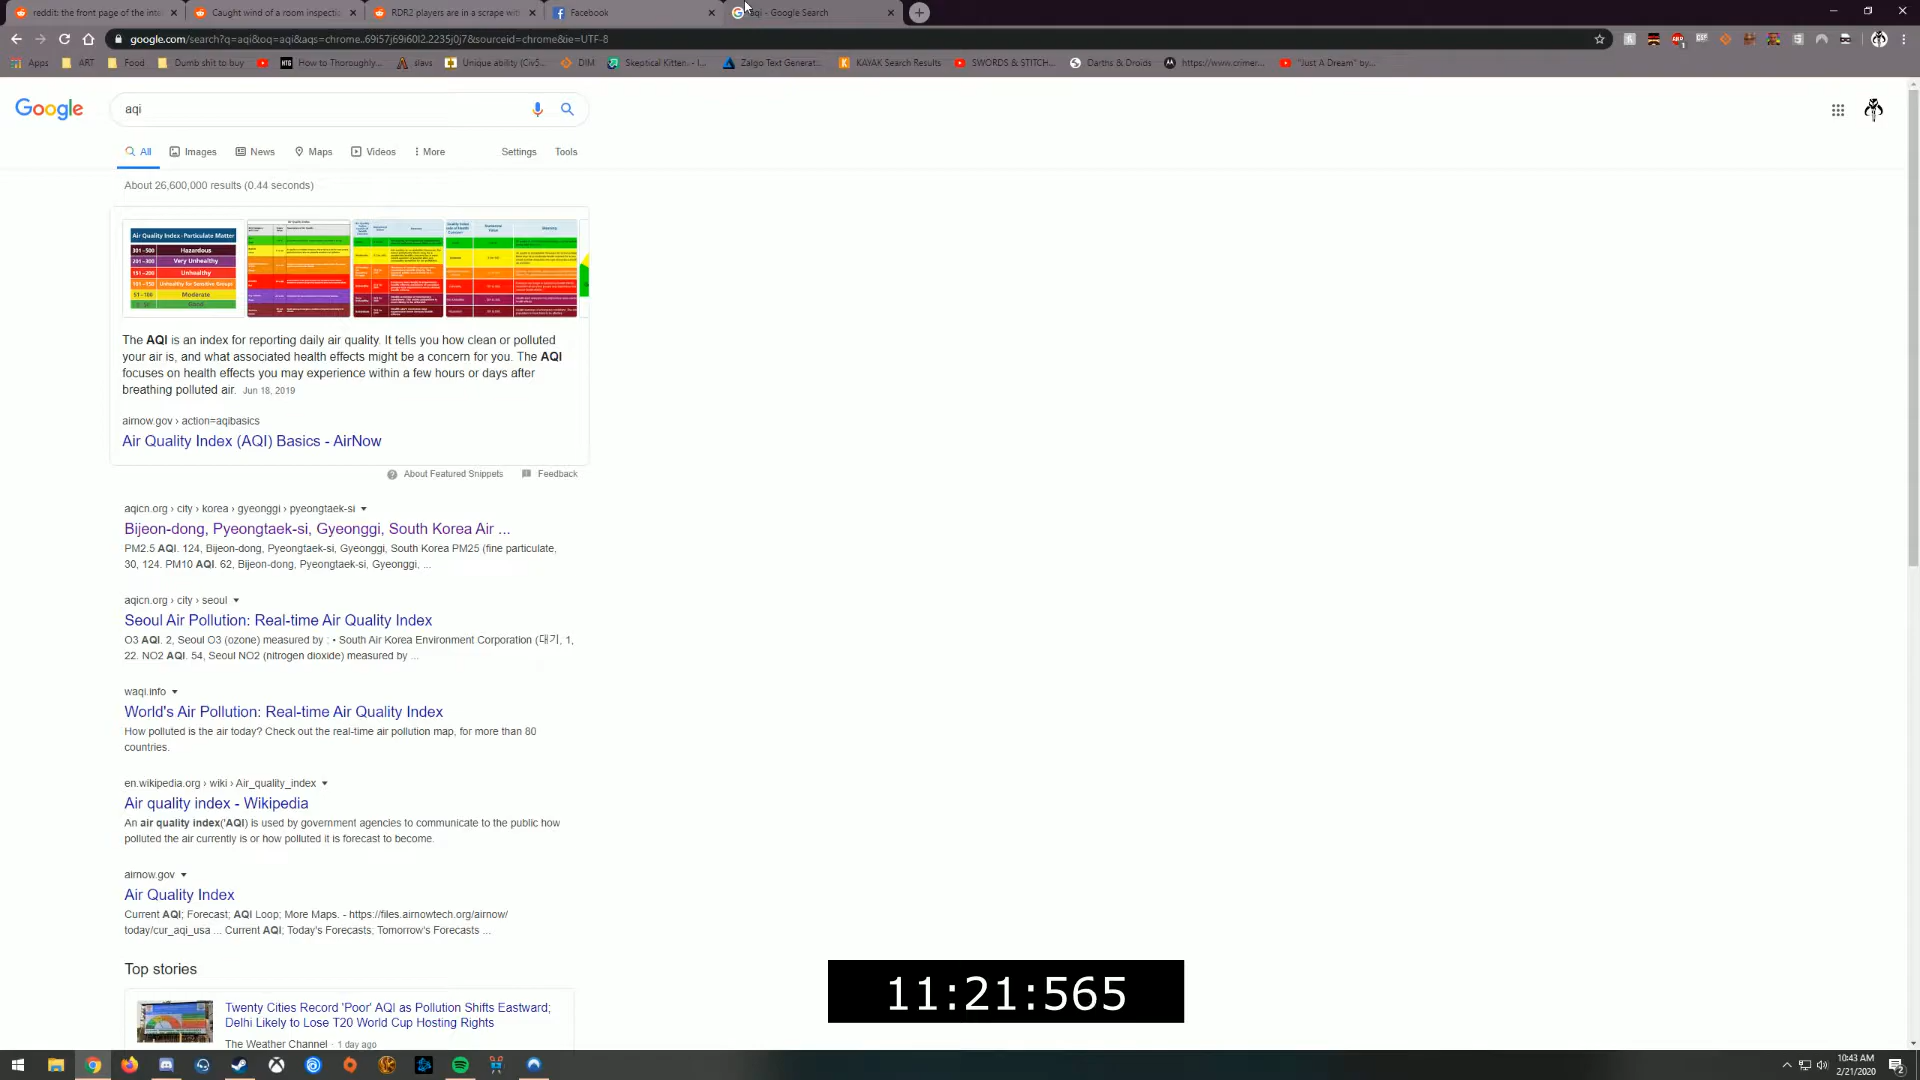 reddit: the front page of the inte
Caught wind of a room inspectio
RDR2 players are in a scrape wit
Facebook
aqi - Google Search
google.com/search?q=aqi&oq=aqi&aqs=chrome..69i57j69i60l2.2235j0j7&sourceid=chrome&ie=UTF-8
Apps
ART
Food
Dumb shit to buy
How to Thoroughly...
slavs
Unique ability (Civ5...
DIM
Skeptical Kitten. - I...
Zalgo Text Generat...
KAYAK Search Results
SWORDS & STITCH...
Darths & Droids
https://www.crimer...
"Just A Dream" by...
Google
aqi
All
Images
News
Maps
Videos
More
Settings
Tools
About 26,600,000 results (0.44 seconds)
Air Quality Index - Particulate Matter
301-500 Hazardous
201-300 Very Unhealthy
151-200 Unhealthy
101-150 Unhealthy for Sensitive Groups
51-100 Moderate
The AQI is an index for reporting daily air quality. It tells you how clean or polluted
your air is, and what associated health effects might be a concern for you. The AQI
focuses on health effects you may experience within a few hours or days after
breathing polluted air. Jun 18, 2019
airnow.gov › action=aqibasics
Air Quality Index (AQI) Basics - AirNow
About Featured Snippets
Feedback
aqicn.org › city › korea › gyeonggi › pyeongtaek-si
Bijeon-dong, Pyeongtaek-si, Gyeonggi, South Korea Air ...
PM2.5 AQI. 124, Bijeon-dong, Pyeongtaek-si, Gyeonggi, South Korea PM25 (fine particulate,
30, 124. PM10 AQI. 62, Bijeon-dong, Pyeongtaek-si, Gyeonggi, ...
aqicn.org › city › seoul
Seoul Air Pollution: Real-time Air Quality Index
O3 AQI. 2, Seoul O3 (ozone) measured by : • South Air Korea Environment Corporation (대기, 1,
22. NO2 AQI. 54, Seoul NO2 (nitrogen dioxide) measured by ...
waqi.info
World's Air Pollution: Real-time Air Quality Index
How polluted is the air today? Check out the real-time air pollution map, for more than 80
countries.
en.wikipedia.org › wiki › Air_quality_index
Air quality index - Wikipedia
An air quality index('AQI) is used by government agencies to communicate to the public how
polluted the air currently is or how polluted it is forecast to become.
airnow.gov
Air Quality Index
Current AQI; Forecast; AQI Loop; More Maps. - https://files.airnowtech.org/airnow/
today/cur_aqi_usa ... Current AQI; Today's Forecasts; Tomorrow's Forecasts ...
Top stories
Twenty Cities Record 'Poor' AQI as Pollution Shifts Eastward;
Delhi Likely to Lose T20 World Cup Hosting Rights
The Weather Channel · 1 day ago
11:21:565
10:43 AM
2/21/2020